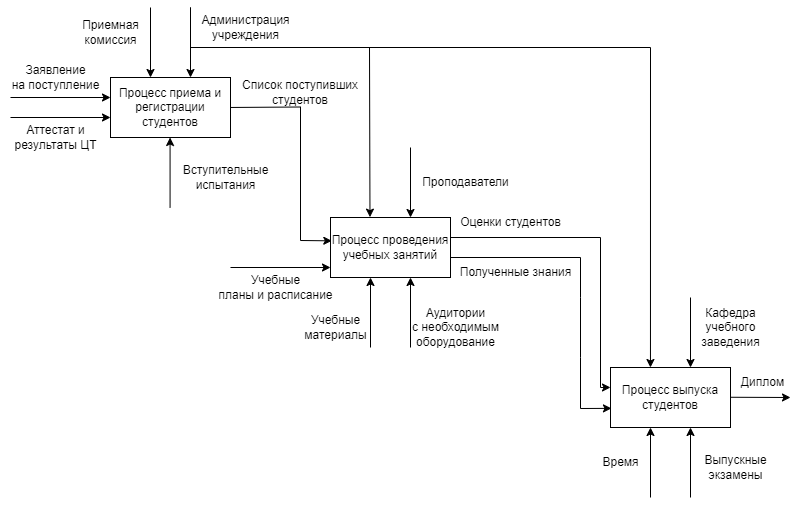 Приемная
комиссия
Администрация
учреждения
Заявление
на поступление
Процесс приема и
регистрации
студентов
Список поступивших
студентов
Аттестат и
результаты ЦТ
Вступительные
испытания
Проподаватели
Процесс проведения
учебных занятий
Оценки студентов
Полученные знания
Учебные
планы и расписание
Учебные
материалы
Аудитории
с необходимым
оборудование
Кафедра
учебного
заведения
Процесс выпуска
студентов
Диплом
Время
Выпускные
экзамены